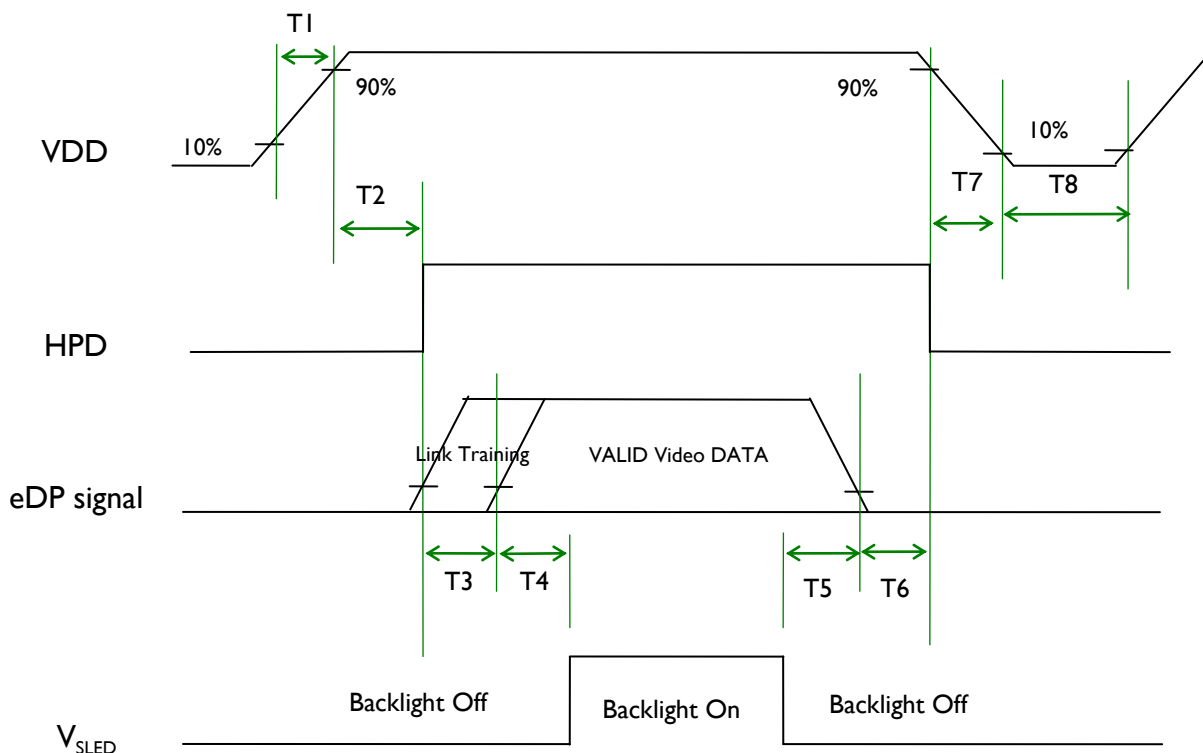 T1
90%
90%
10%
10%
VDD
T2
T7
T8
HPD
Link Training
VALID Video DATA
eDP signal
T3
T4
T5
T6
Backlight Off
Backlight On
Backlight Off
VSLED